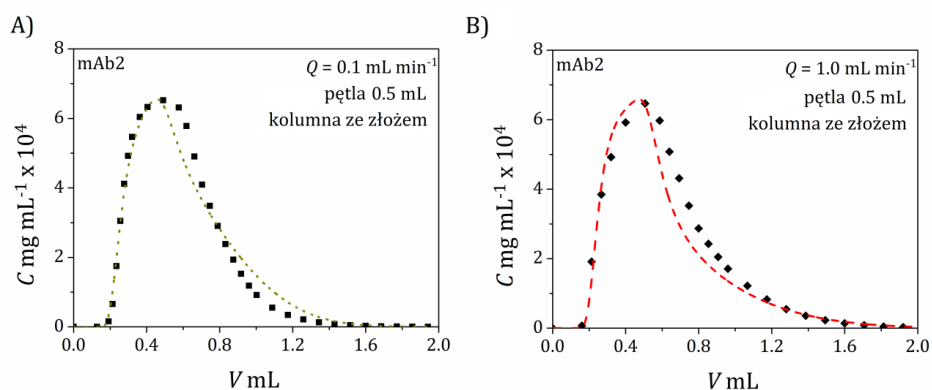 A)
mAb2
Q = 0.1 mL min⁻¹
pętla 0.5 mL
kolumna ze złożem
C mg mL⁻¹ x 10⁴
8
6
4
2
0
0.0 0.4 0.8 1.2 1.6 2.0
V mL
B)
mAb2
Q = 1.0 mL min⁻¹
pętla 0.5 mL
kolumna ze złożem
C mg mL⁻¹ x 10⁴
8
6
4
2
0
0.0 0.4 0.8 1.2 1.6 2.0
V mL